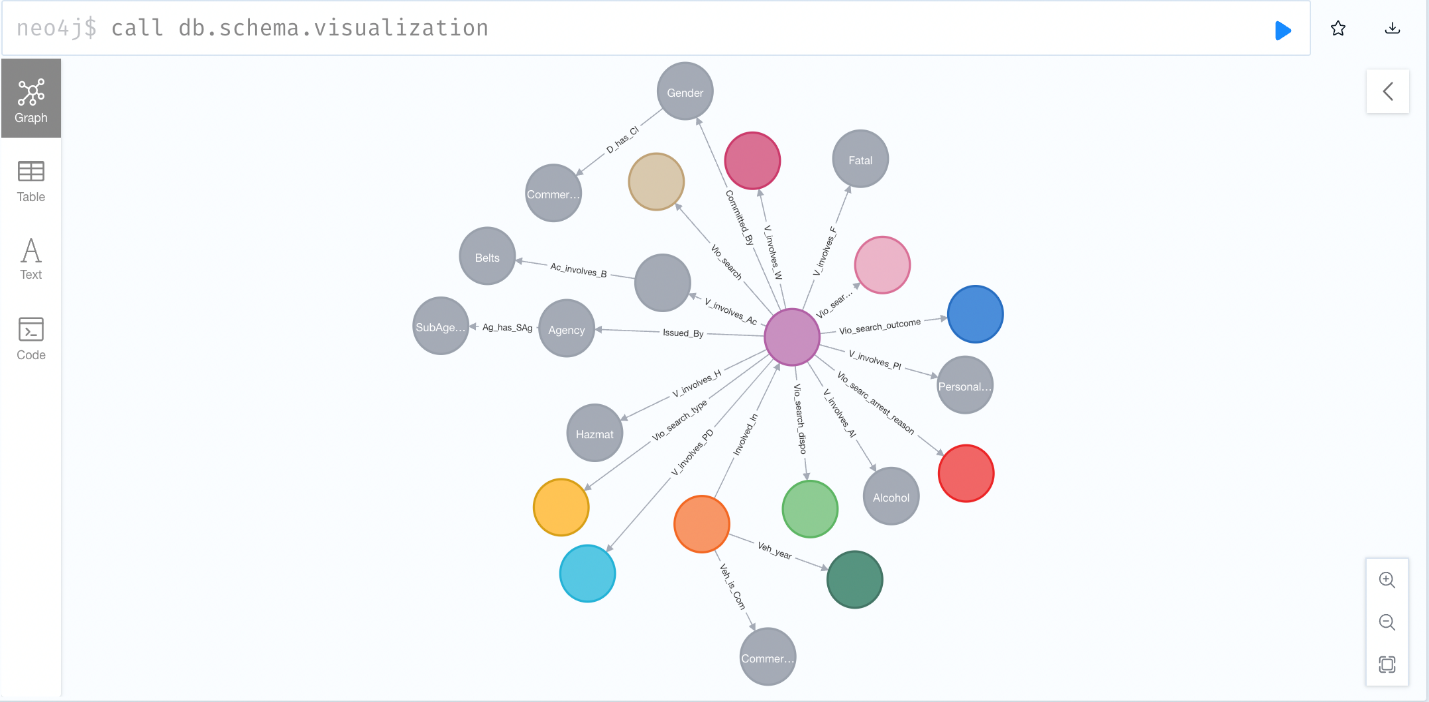 neo4j$ call db.schema.visualization
Graph
Table
Text
Code
Gender
D_has_Cl
Commer...
Fatal
Committed_By
V_involves_W
V_involves_F
Vio_search
Belts
Ac_involves_B
V_involves_Ac
Vio_sear...
SubAge...
Ag_has_SAg
Agency
Issued_By
Vio_search_outcome
V_involves_PI
Personal...
V_involves_H
Vio_search_type
V_involves_PD
Involved_In
Vio_search_dispo
V_involves_Al
Vio_searc_arrest_reason
Hazmat
Alcohol
Veh_year
Veh_is_Com
Commer...